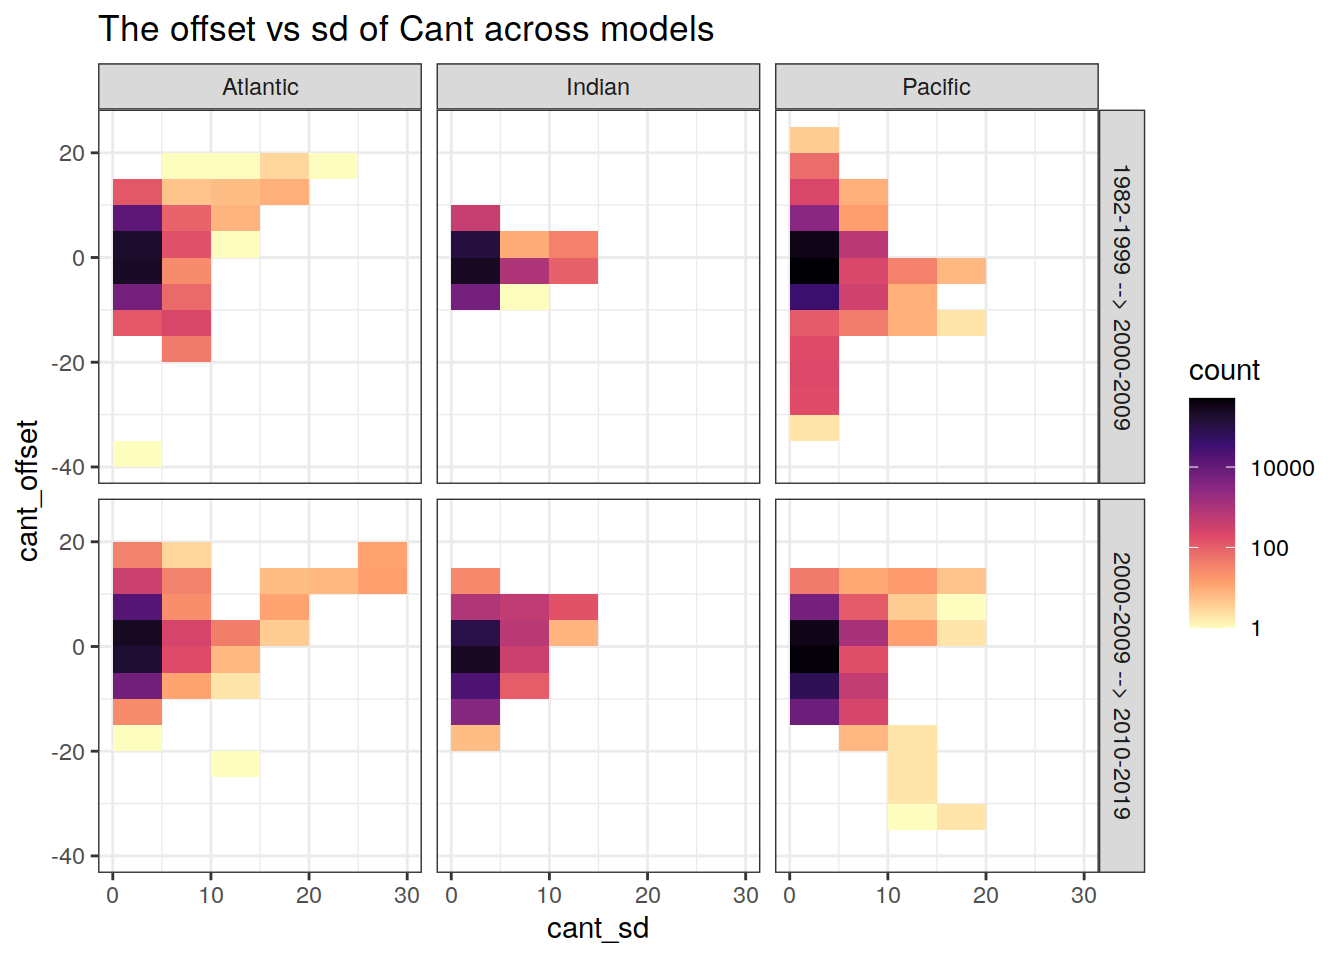 The offset vs sd of Cant across models
Atlantic
Indian
Pacific
20
0
-20
-40
1982-1999 --> 2000-2009
20
0
-20
-40
2000-2009 --> 2010-2019
cant_offset
0 10 20 30
0 10 20 30
0 10 20 30
cant_sd
count
10000
100
1